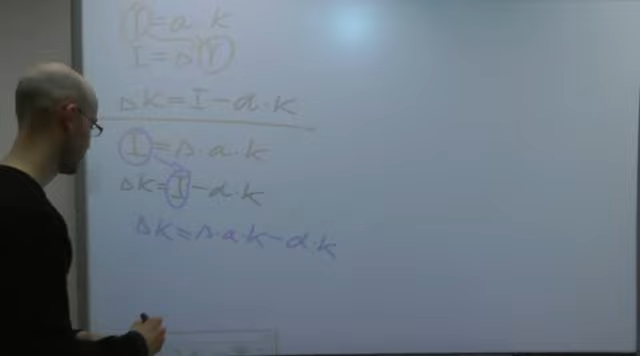 Y=a k
I=s Y
Δk=I-d·k
I=s·a·k
Δk=I-d·k
Δk=s·a·k-d·k